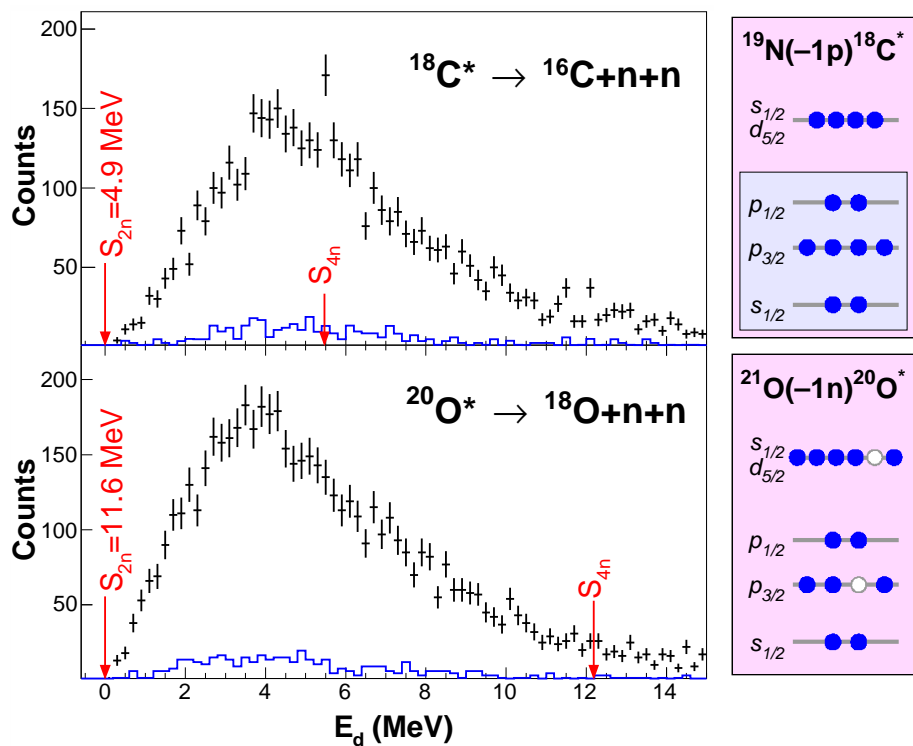 200
150
100
50
Counts
S2n=4.9 MeV
S4n
¹⁸C* → ¹⁶C+n+n
200
150
100
50
Counts
S2n=11.6 MeV
S4n
²⁰O* → ¹⁸O+n+n
0 2 4 6 8 10 12 14
Ed (MeV)
¹⁹N(–1p)¹⁸C*
s1/2
d5/2
p1/2
p3/2
s1/2
²¹O(–1n)²⁰O*
s1/2
d5/2
p1/2
p3/2
s1/2